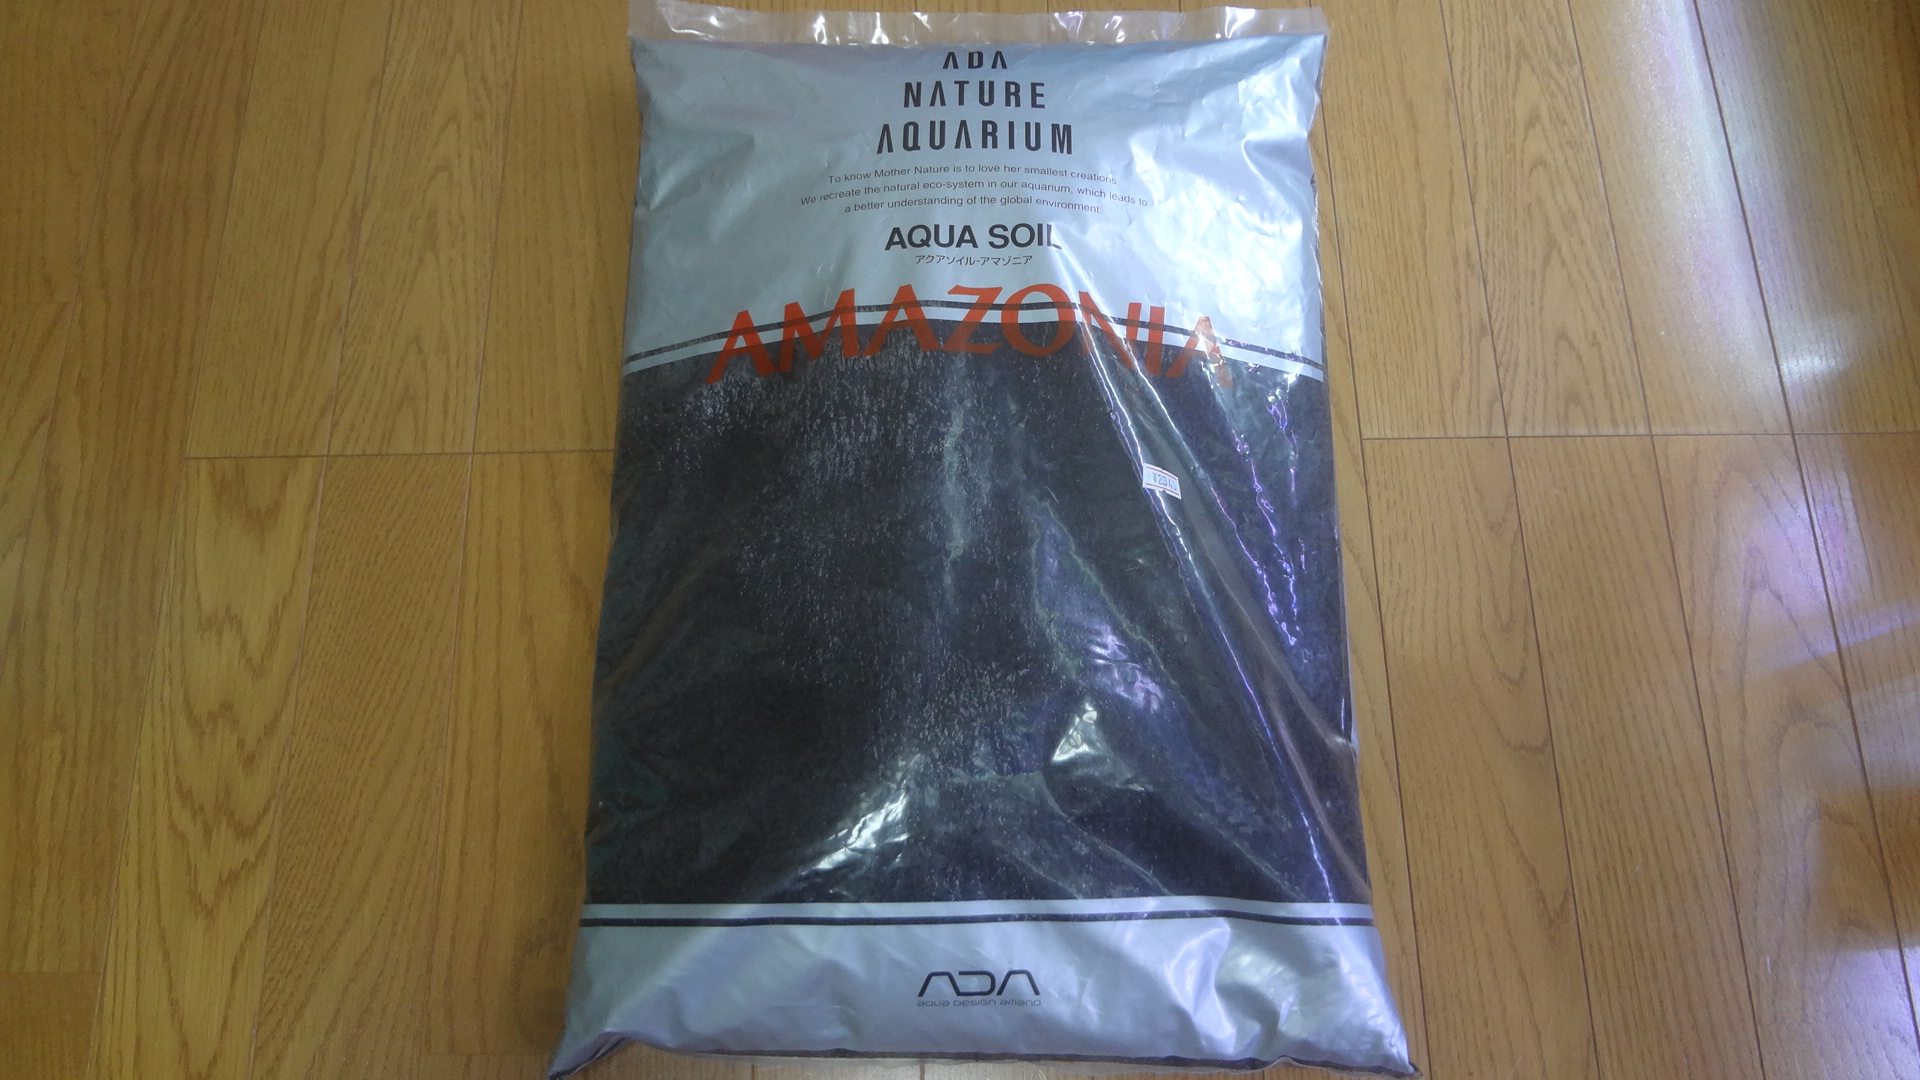 ADA
NATURE
AQUARIUM
To know Mother Nature is to love her smallest creations.
We recreate the natural eco-system in our aquarium, which leads to
a better understanding of the global environment.
AQUA SOIL
アクアソイル-アマゾニア
AMAZONIA
ADA
aqua design amano